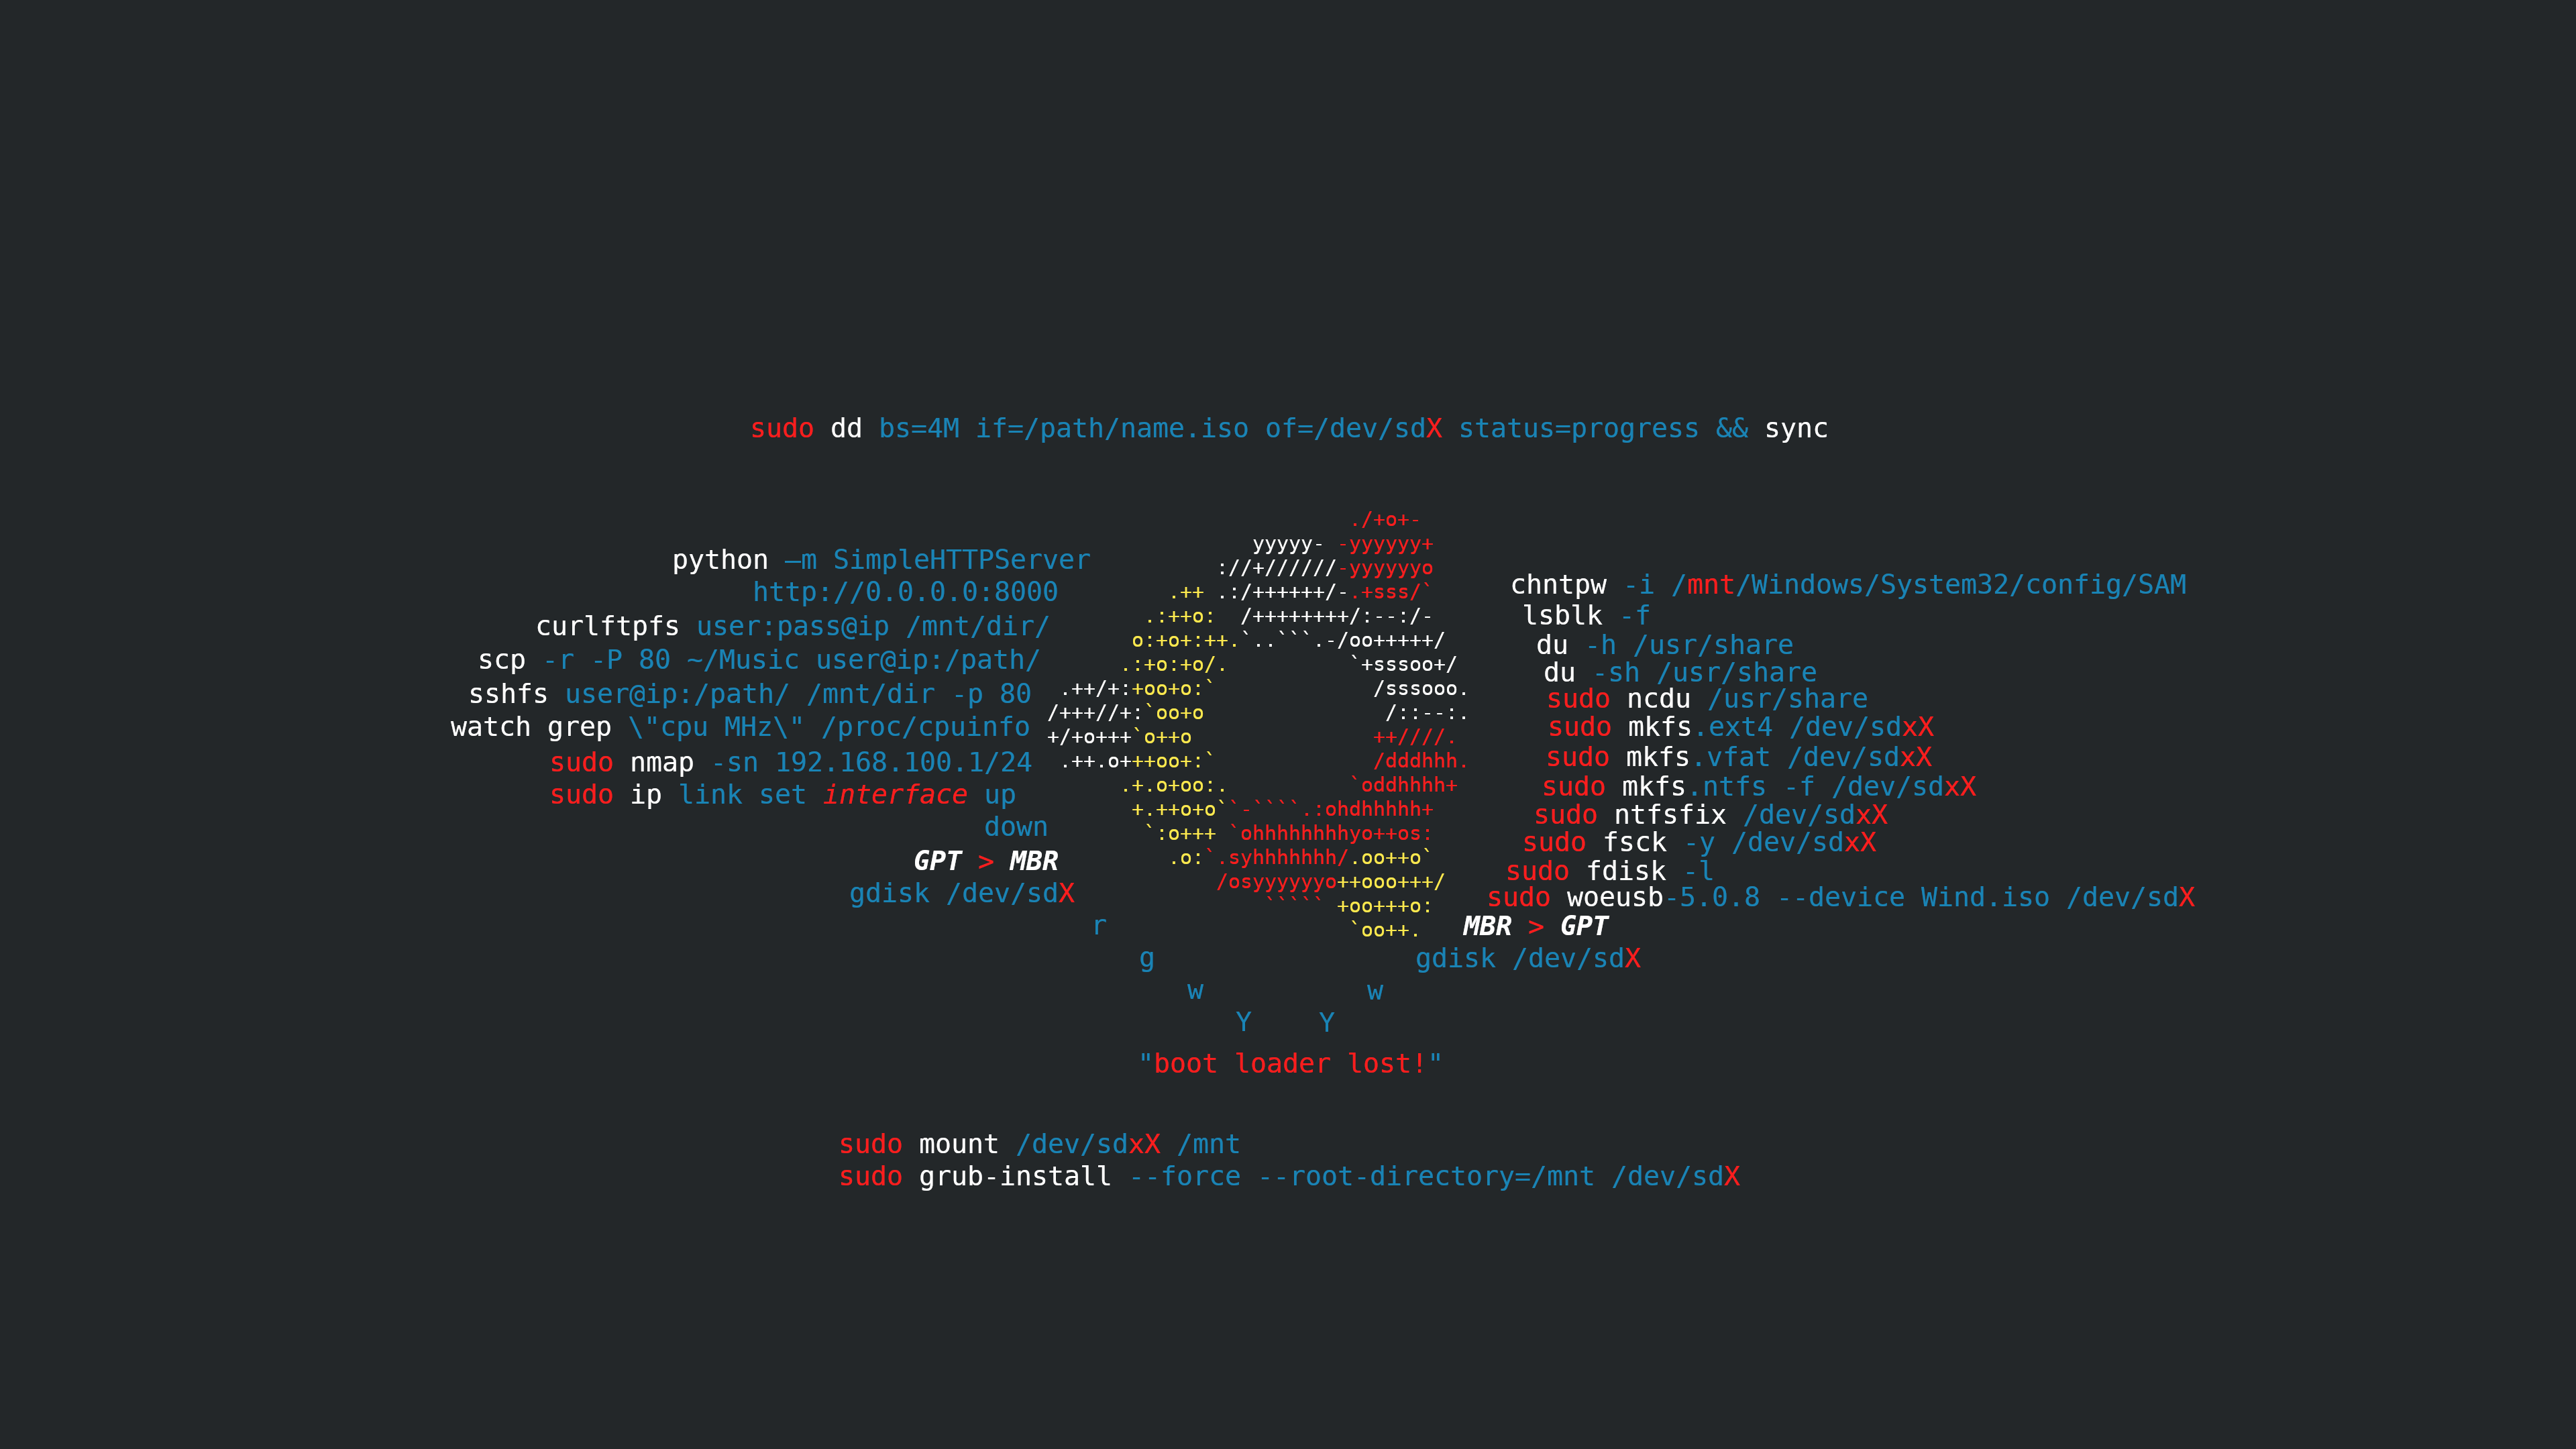 sudo dd bs=4M if=/path/name.iso of=/dev/sdX status=progress && sync
python –m SimpleHTTPServer
http://0.0.0.0:8000
curlftpfs user:pass@ip /mnt/dir/
scp -r -P 80 ~/Music user@ip:/path/
sshfs user@ip:/path/ /mnt/dir -p 80
watch grep \"cpu MHz\" /proc/cpuinfo
sudo nmap -sn 192.168.100.1/24
sudo ip link set interface up
down
GPT > MBR
gdisk /dev/sdX
r
g
w
Y
./+o+-
yyyyy- -yyyyyy+
://+//////-yyyyyyo
.++ .:/++++++/-.+sss/`
.:++o:  /++++++++/:--:/-
o:+o+:++.`..```.-/oo+++++/
.:+o:+o/.          `+sssoo+/
.++/+:+oo+o:`             /sssooo.
/+++//+:`oo+o               /::--:.
+/+o+++`o++o               ++////.
.++.o+++oo+:`             /dddhhh.
.+.o+oo:.          `oddhhhh+
+.++o+o``-````.:ohdhhhhh+
`:o+++ `ohhhhhhhhyo++os:
.o:`.syhhhhhhh/.oo++o`
/osyyyyyyo++ooo+++/
````` +oo+++o:
`oo++.
chntpw -i /mnt/Windows/System32/config/SAM
lsblk -f
du -h /usr/share
du -sh /usr/share
sudo ncdu /usr/share
sudo mkfs.ext4 /dev/sdxX
sudo mkfs.vfat /dev/sdxX
sudo mkfs.ntfs -f /dev/sdxX
sudo ntfsfix /dev/sdxX
sudo fsck -y /dev/sdxX
sudo fdisk -l
sudo woeusb-5.0.8 --device Wind.iso /dev/sdX
MBR > GPT
gdisk /dev/sdX
w
Y
"boot loader lost!"
sudo mount /dev/sdxX /mnt
sudo grub-install --force --root-directory=/mnt /dev/sdX